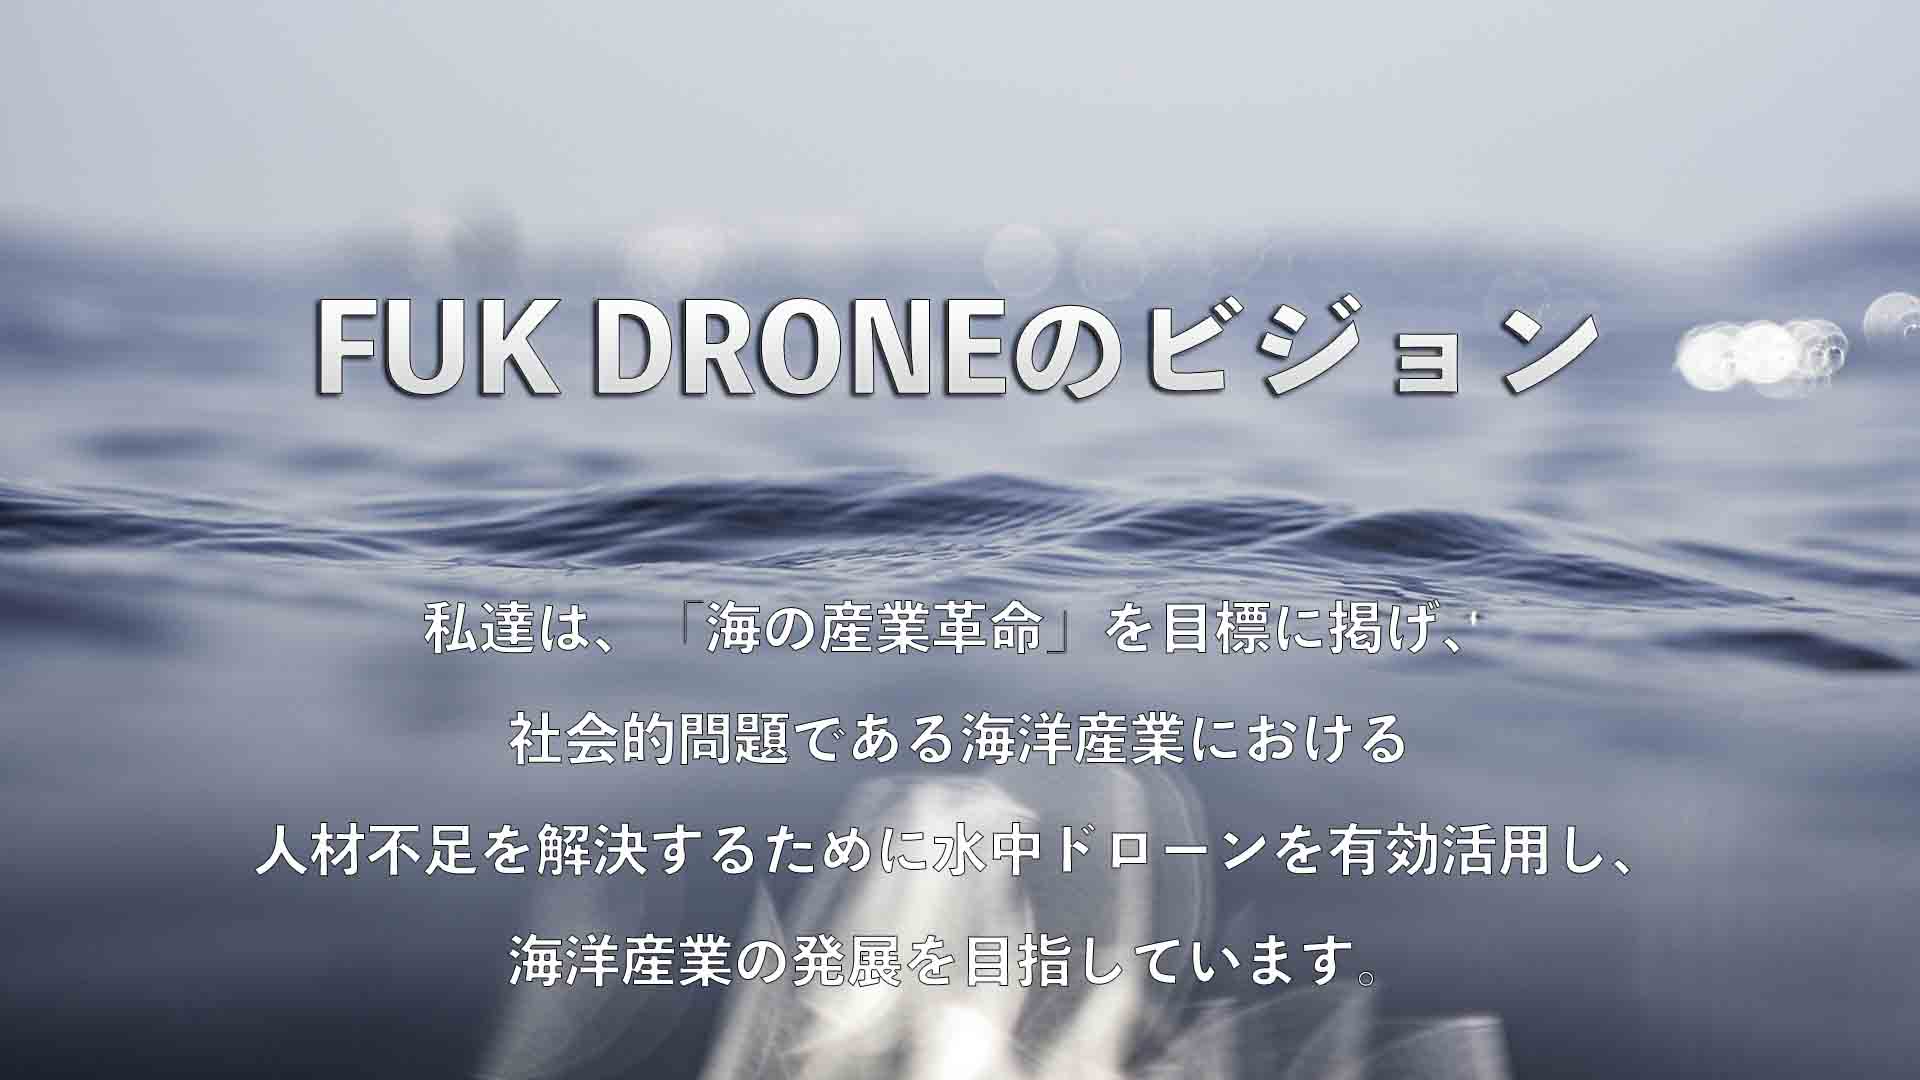 FUK DRONEのビジョン
私達は、「海の産業革命」を目標に掲げ、
社会的問題である海洋産業における
人材不足を解決するために水中ドローンを有効活用し、
海洋産業の発展を目指しています。